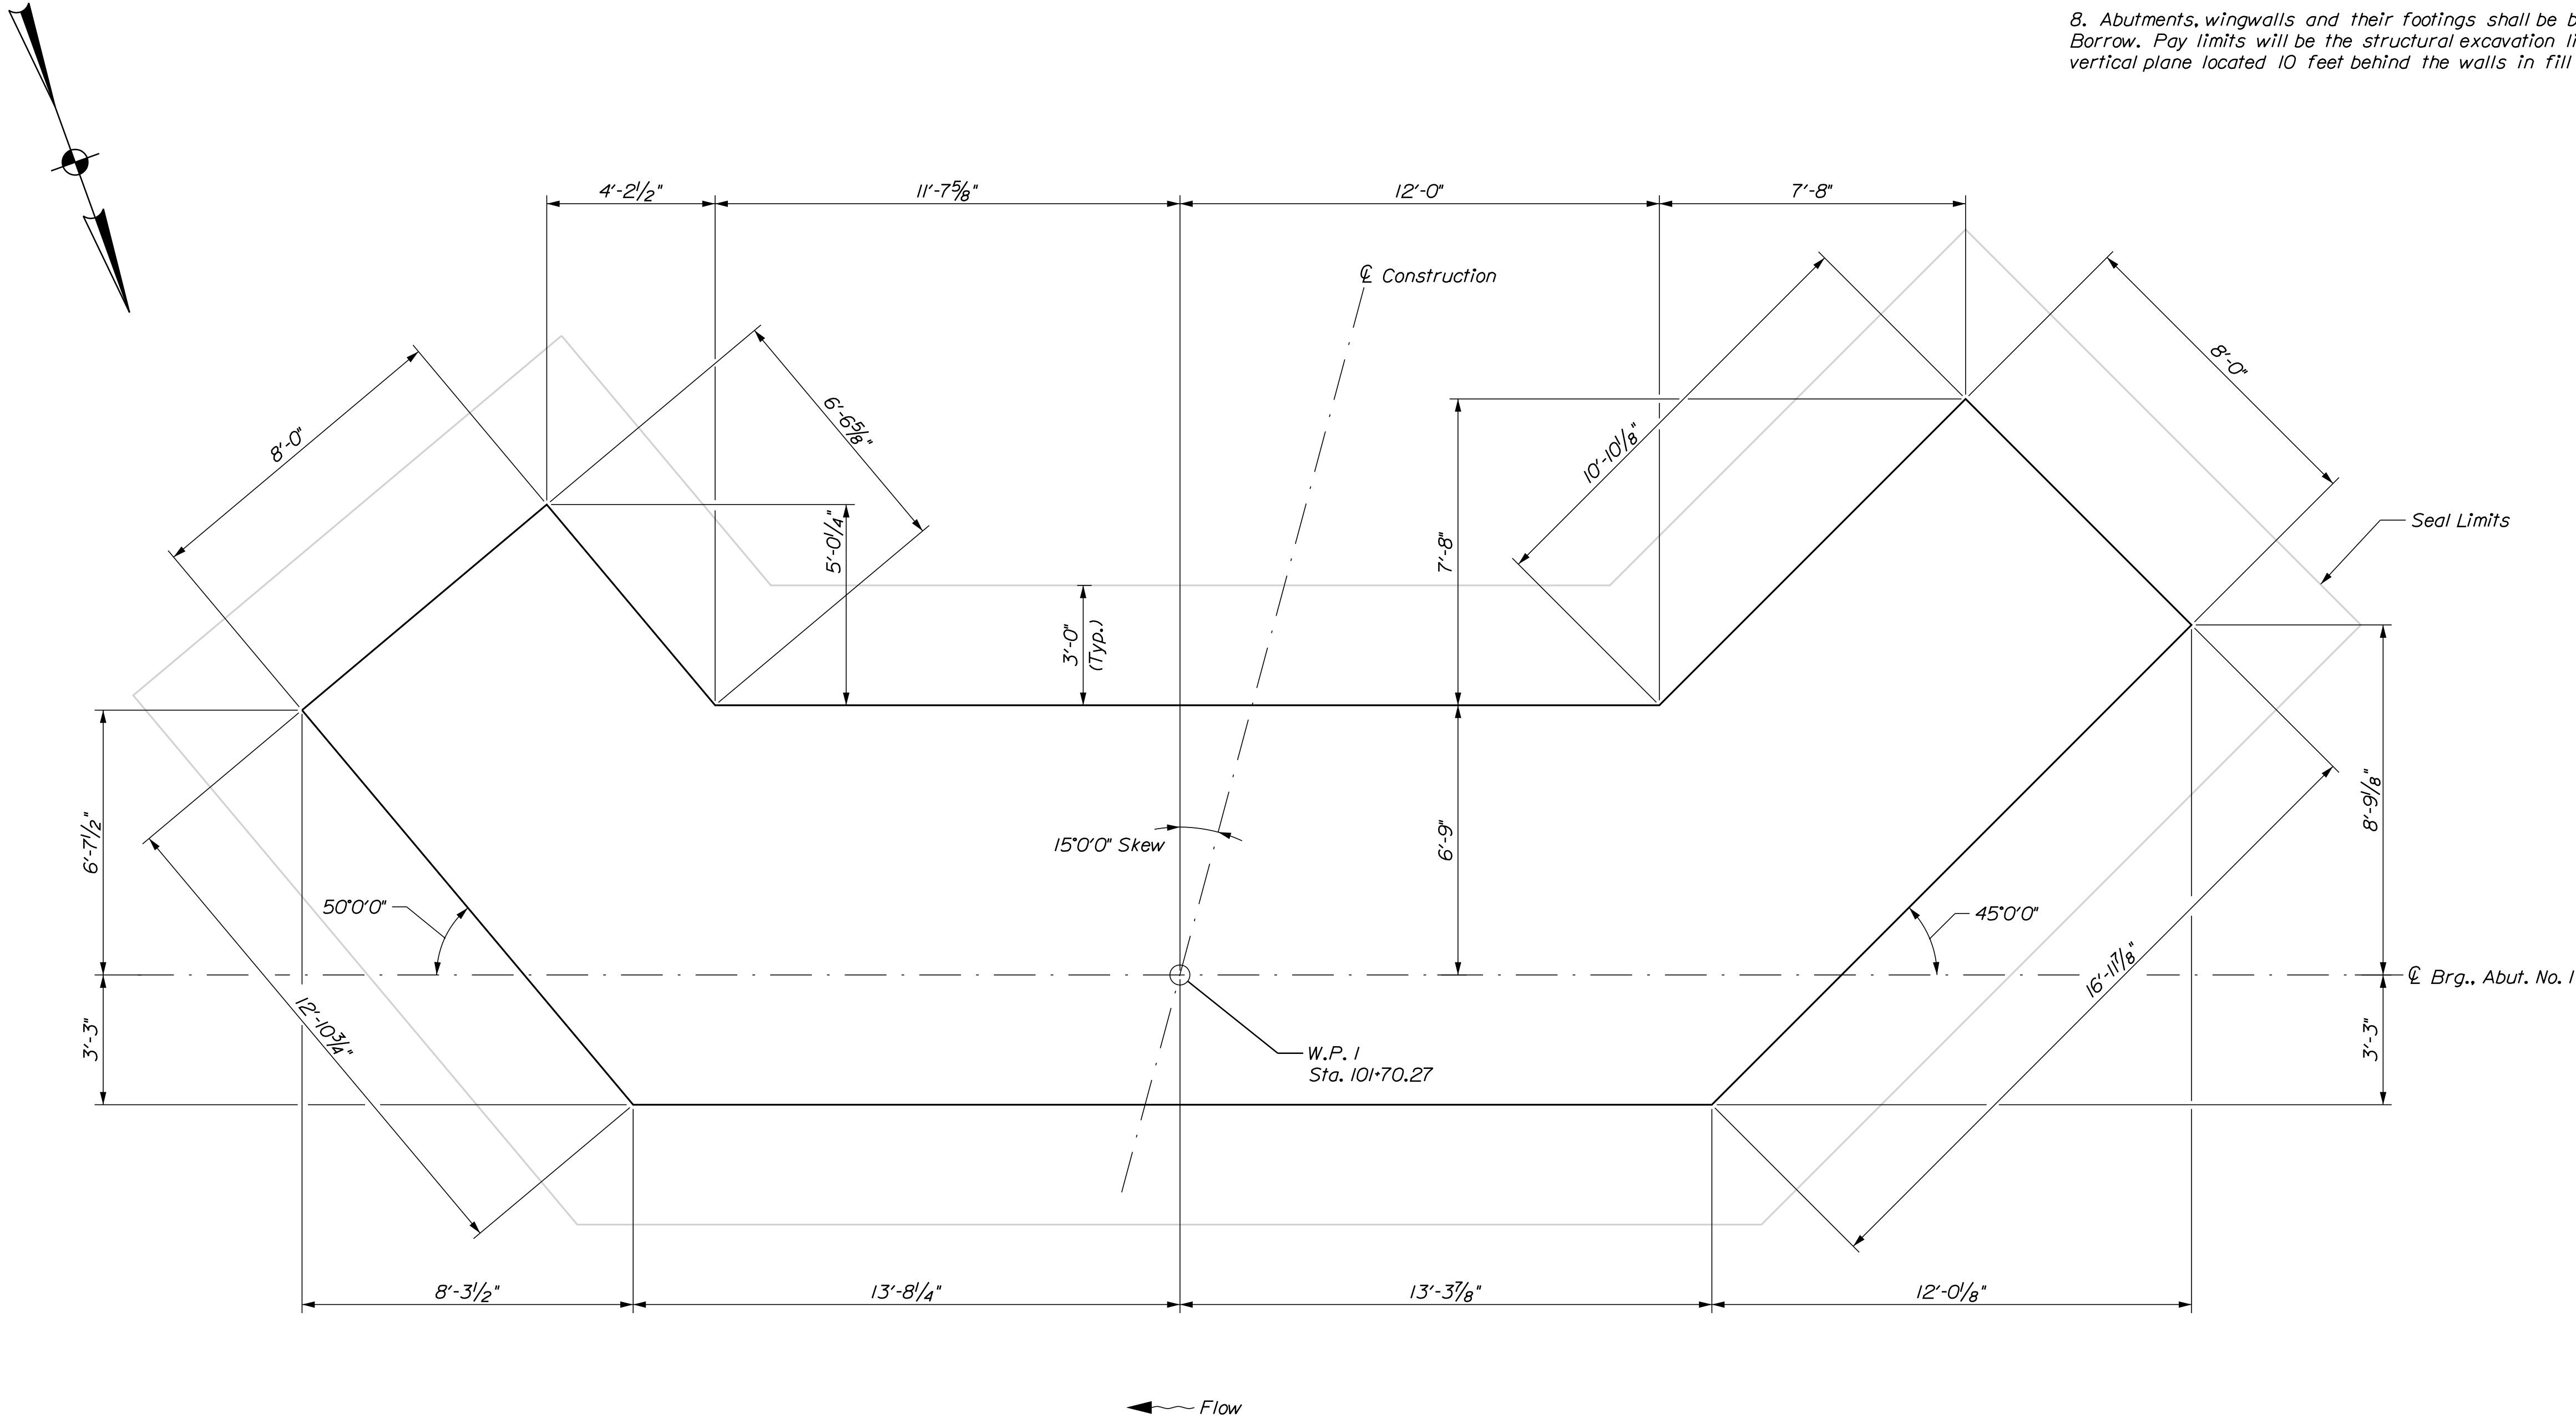 8. Abutments, wingwalls and their footings shall be b
Borrow. Pay limits will be the structural excavation li
vertical plane located 10 feet behind the walls in fill
4'-2 1/2"
11'-7 5/8"
12'-0"
7'-8"
℄ Construction
8'-0"
6'-6 5/8"
10'-10 1/8"
8'-0"
5'-0 1/4"
7'-8"
Seal Limits
3'-0"
(Typ.)
6'-7 1/2"
15°0'0" Skew
6'-9"
8'-9 1/8"
50°0'0"
45°0'0"
16'-11 7/8"
℄ Brg., Abut. No. 1
3'-3"
12'-10 3/4"
3'-3"
W.P. 1
Sta. 101+70.27
8'-3 1/2"
13'-8 1/4"
13'-3 7/8"
12'-0 1/8"
Flow